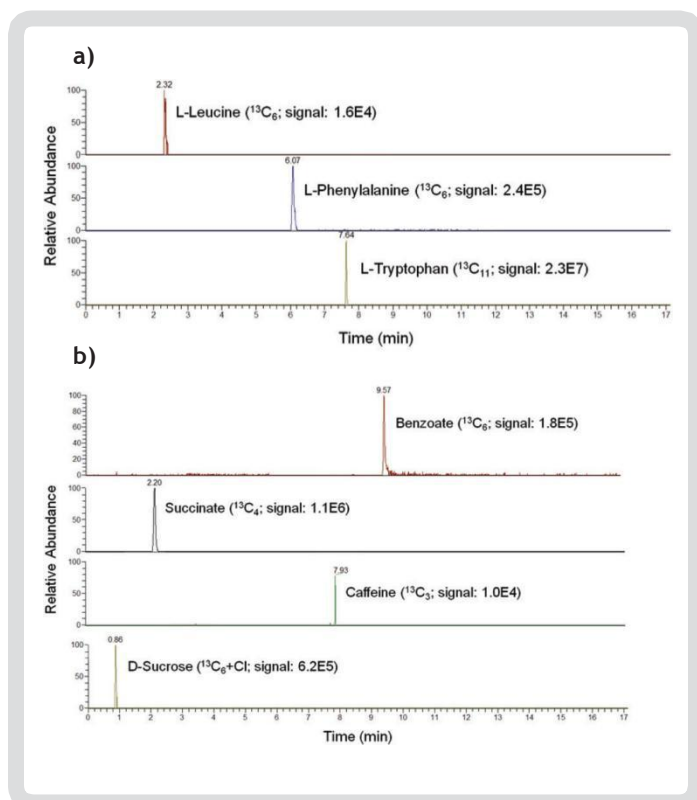 a)
2.32
100
50
0
L-Leucine (¹³C₆; signal: 1.6E4)
6.07
100
50
0
L-Phenylalanine (¹³C₆; signal: 2.4E5)
7.64
100
50
0
L-Tryptophan (¹³C₁₁; signal: 2.3E7)
Relative Abundance
0 1 2 3 4 5 6 7 8 9 10 11 12 13 14 15 16 17
Time (min)
b)
9.57
100
80
60
40
20
0
Benzoate (¹³C₆; signal: 1.8E5)
2.20
100
50
0
Succinate (¹³C₄; signal: 1.1E6)
7.93
100
50
0
Caffeine (¹³C₃; signal: 1.0E4)
0.86
100
50
0
D-Sucrose (¹³C₆+Cl; signal: 6.2E5)
Relative Abundance
0 1 2 3 4 5 6 7 8 9 10 11 12 13 14 15 16 17
Time (min)